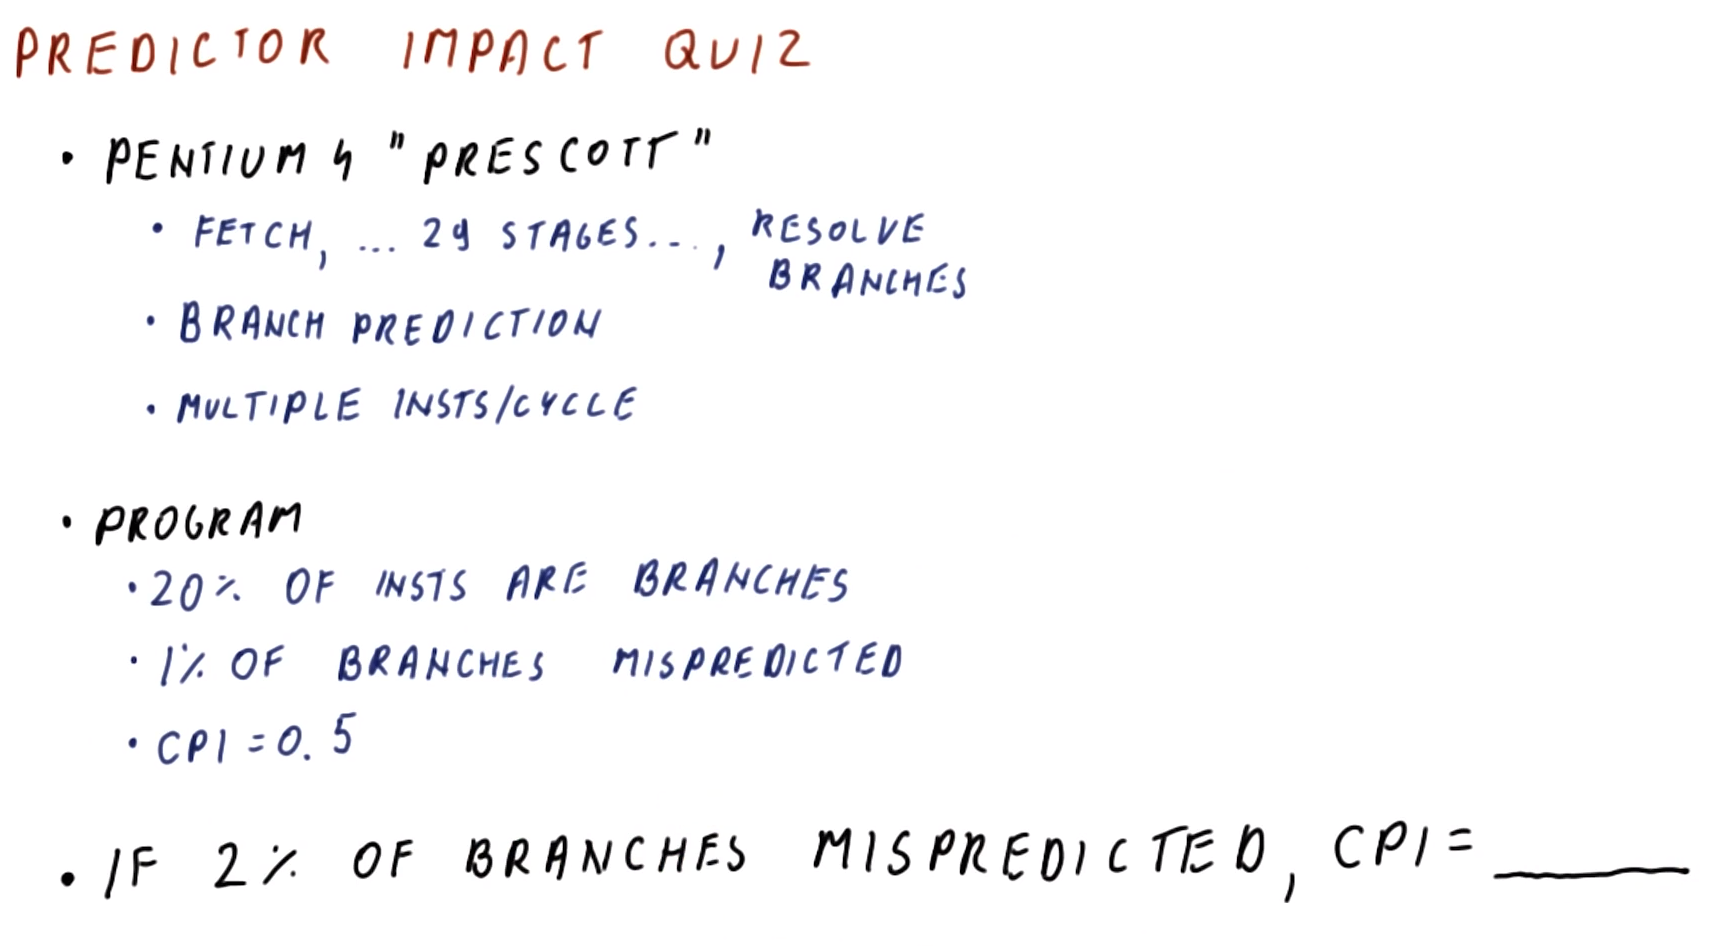 PREDICTOR IMPACT QUIZ
• PENTIUM 4 "PRESCOTT"
• FETCH, ... 29 STAGES..., RESOLVE
BRANCHES
• BRANCH PREDICTION
• MULTIPLE INSTS/CYCLE
• PROGRAM
• 20% OF INSTS ARE BRANCHES
• 1% OF BRANCHES MISPREDICTED
• CPI = 0.5
• IF 2% OF BRANCHES MISPREDICTED, CPI = ______